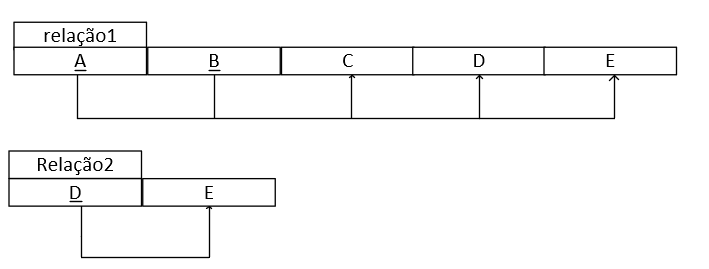 relação1
A B C D E
Relação2
D E